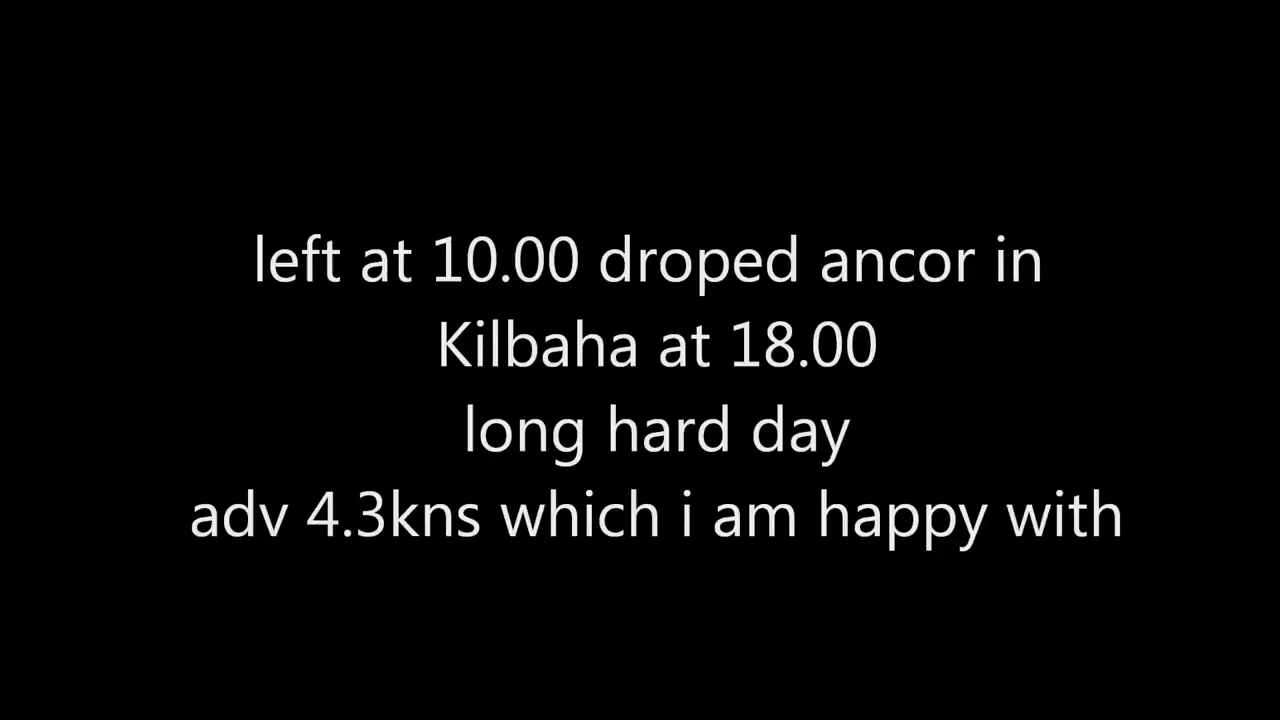 left at 10.00 droped ancor in
Kilbaha at 18.00
long hard day
adv 4.3kns which i am happy with